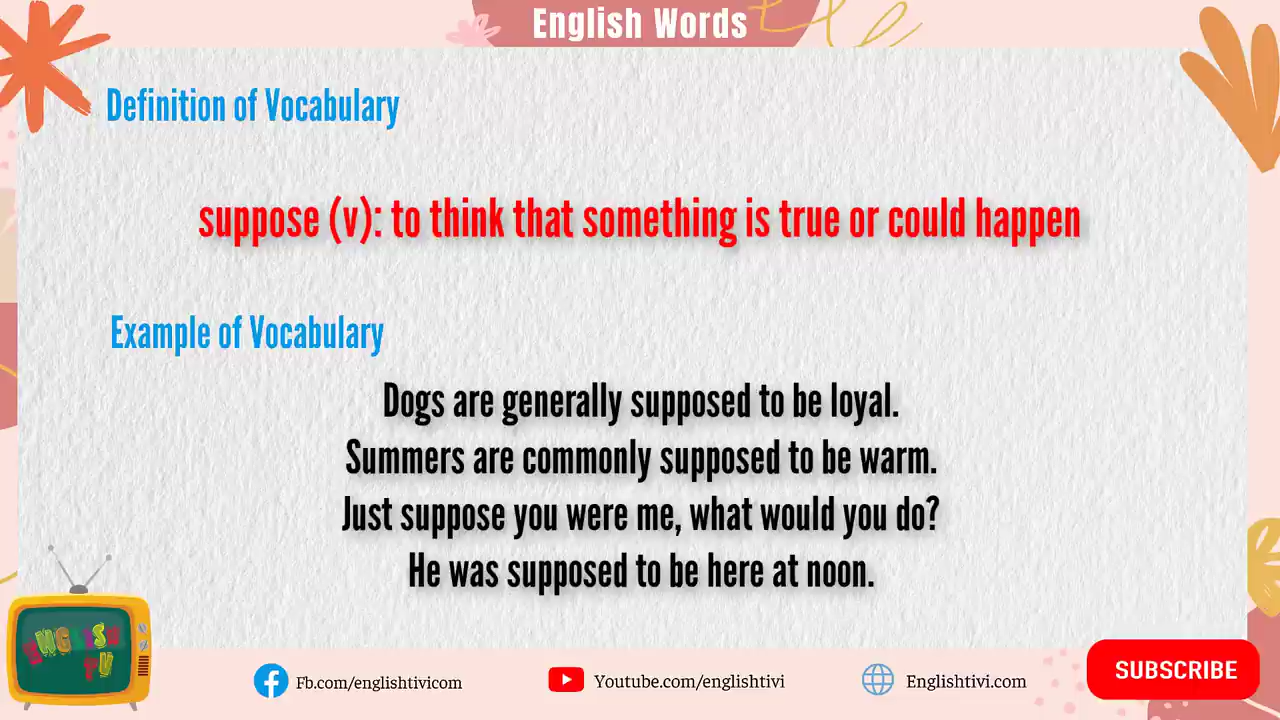 English Words
Definition of Vocabulary
suppose (v): to think that something is true or could happen
Example of Vocabulary
Dogs are generally supposed to be loyal.
Summers are commonly supposed to be warm.
Just suppose you were me, what would you do?
He was supposed to be here at noon.
ENGLISH
TV
Fb.com/englishtivicom
Youtube.com/englishtivi
Englishtivi.com
SUBSCRIBE